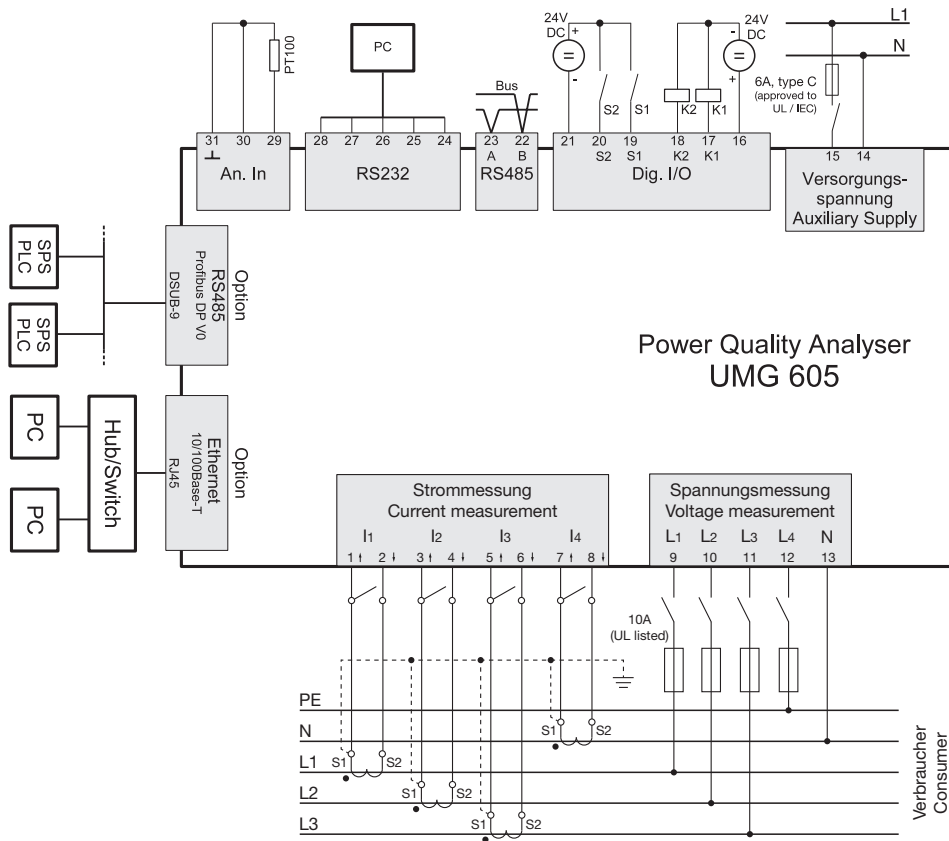 24V
DC
+
-
24V
DC
-
+
L1
N
PT100
PC
Bus
S2
S1
K2
K1
6A, type C
(approved to
UL / IEC)
31 30 29
An. In
28 27 26 25 24
RS232
23 22
A B
RS485
21 20 19 18 17 16
S2 S1 K2 K1
Dig. I/O
15 14
Versorgungs-
spannung
Auxiliary Supply
SPS
PLC
SPS
PLC
Option
RS485
Profibus DP V0
DSUB-9
Power Quality Analyser
UMG 605
PC
PC
Hub/Switch
Option
Ethernet
10/100Base-T
RJ45
Strommessung
Current measurement
I1 I2 I3 I4
1 2 3 4 5 6 7 8
Spannungsmessung
Voltage measurement
L1 L2 L3 L4 N
9 10 11 12 13
10A
(UL listed)
PE
N
S1 S2
L1
S1 S2
L2
S1 S2
L3
S1 S2
Verbraucher
Consumer